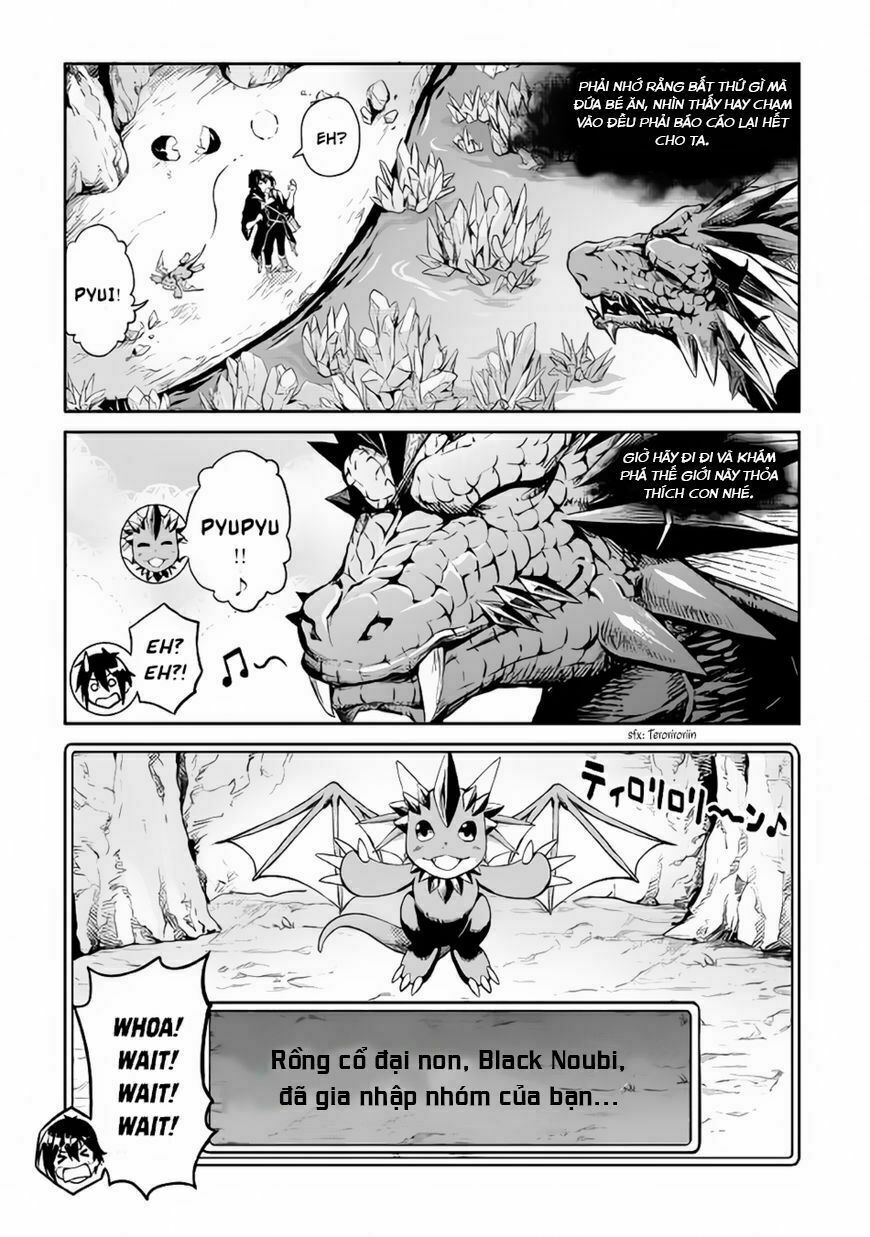 PHẢI NHỚ RẰNG BẤT THỨ GÌ MÀ
ĐỨA BÉ ĂN, NHÌN THẤY HAY CHẠM
VÀO ĐỀU PHẢI BÁO CÁO LẠI HẾT
CHO TA.
EH?
PYUI!
GIỜ HÃY ĐI ĐI VÀ KHÁM
PHÁ THẾ GIỚI NÀY THỎA
THÍCH CON NHÉ.
PYUPYU
!!
♪
EH?
EH?!
♫~
sfx: Teroriroriin
ティロリロリ～ン♪
WHOA!
WAIT!
WAIT!
WAIT!
Rồng cổ đại non, Black Noubi,
đã gia nhập nhóm của bạn...